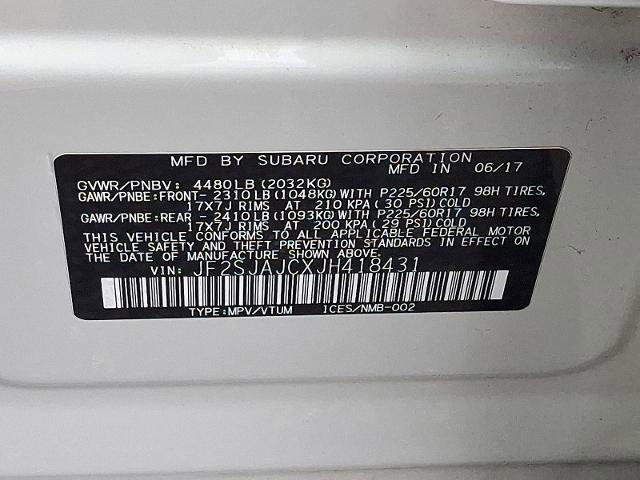 MFD BY SUBARU CORPORATION
MFD IN 06/17
GVWR/PNBV: 4480LB(2032KG)
GAWR/PNBE:FRONT- 2310LB(1048KG)WITH P225/60R17 98H TIRES,
17X7J RIMS AT 210 KPA( 30 PSI)COLD
GAWR/PNBE:REAR - 2410LB(1093KG)WITH P225/60R17 98H TIRES,
17X7J RIMS AT 200 KPA(29 PSI)COLD
THIS VEHICLE CONFORMS TO ALL APPLICABLE FEDERAL MOTOR
VEHICLE SAFETY AND THEFT PREVENTION STANDARDS IN EFFECT ON
THE DATE OF MANUFACTURE SHOWN ABOVE.
VIN: JF2SJAJCXJH418431
TYPE:MPV/VTUM ICES/NMB-002